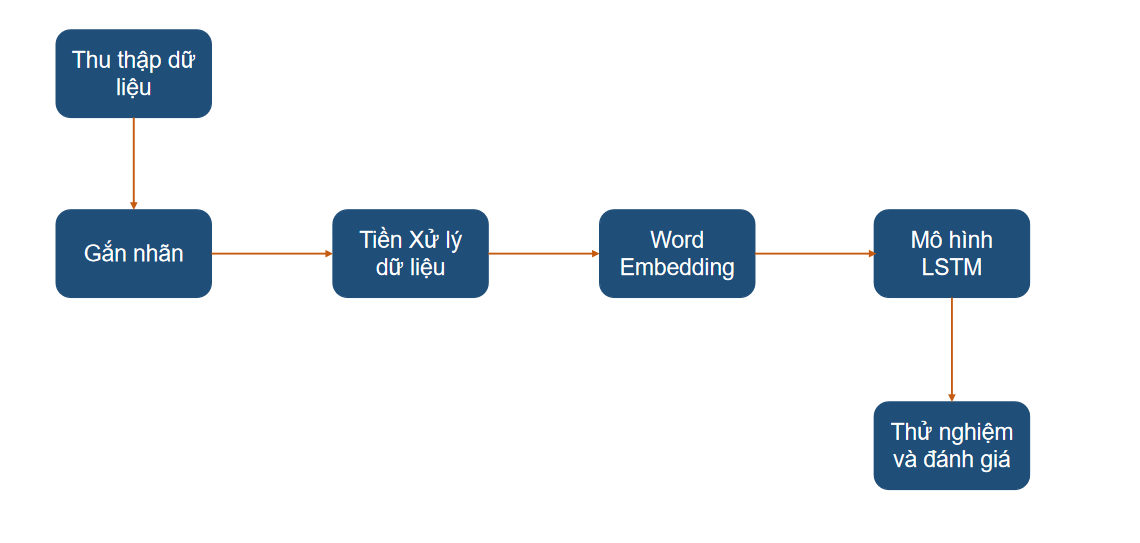 Thu thập dữ
liệu
Gắn nhãn
Tiền Xử lý
dữ liệu
Word
Embedding
Mô hình
LSTM
Thử nghiệm
và đánh giá